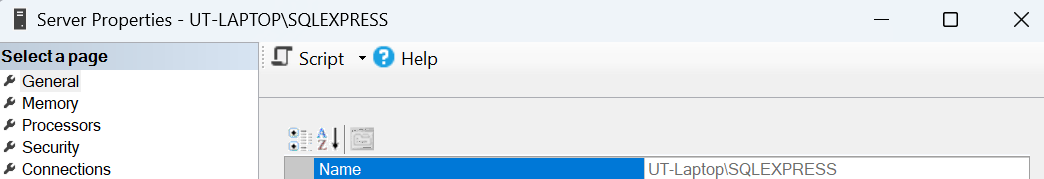 Server Properties - UT-LAPTOP\SQLEXPRESS
Select a page
Script
Help
General
Memory
Processors
Security
Connections
Name UT-Laptop\SQLEXPRESS